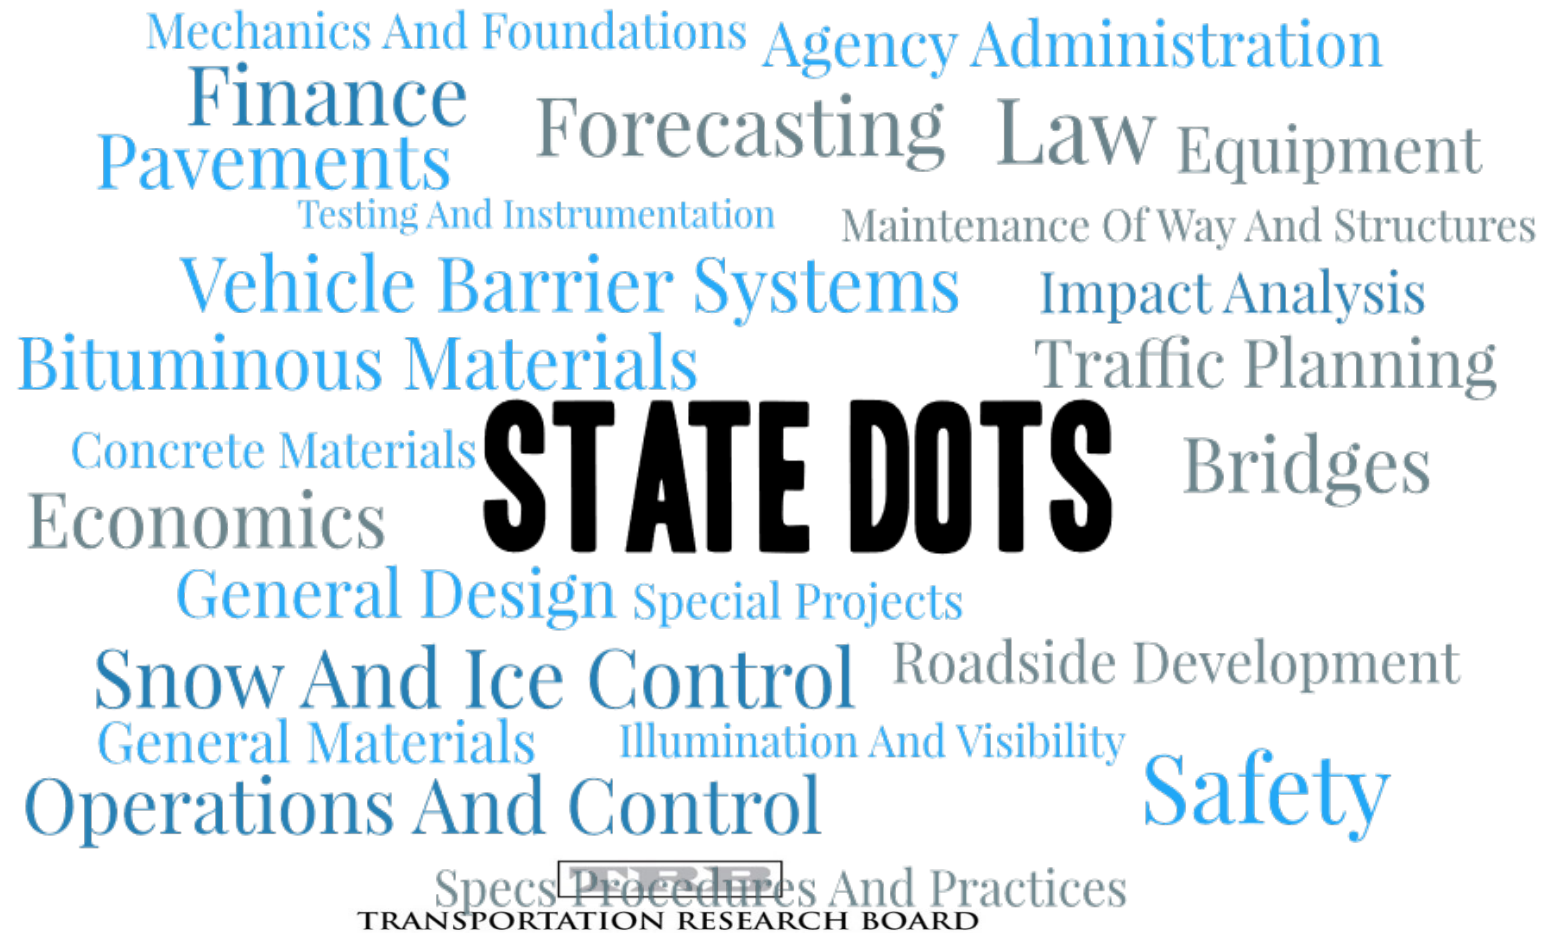 Mechanics And Foundations
Agency Administration
Finance
Forecasting
Law
Equipment
Pavements
Testing And Instrumentation
Maintenance Of Way And Structures
Vehicle Barrier Systems
Impact Analysis
Bituminous Materials
Traffic Planning
Concrete Materials
STATE DOTS
Bridges
Economics
General Design
Special Projects
Snow And Ice Control
Roadside Development
General Materials
Illumination And Visibility
Safety
Operations And Control
Specs Procedures And Practices
TRB
TRANSPORTATION RESEARCH BOARD